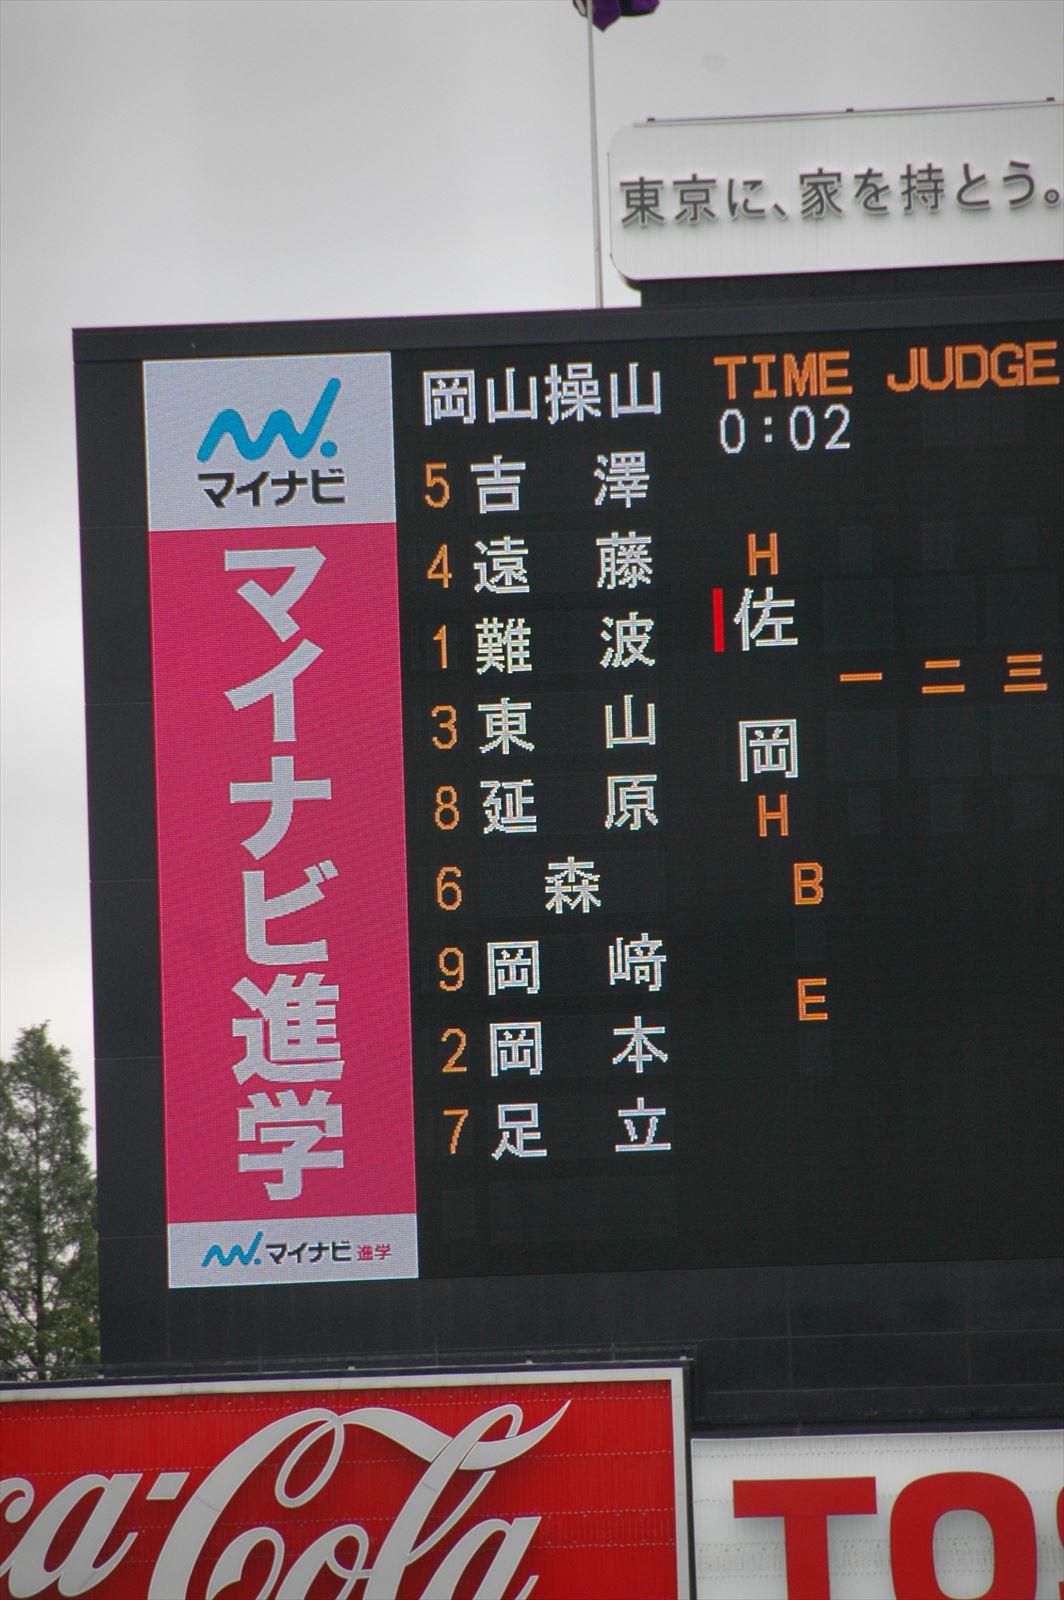 東京に、家を持とう。
マイナビ
マイナビ進学
マイナビ進学
岡山操山
5 吉澤
4 遠藤
1 難波
3 東山
8 延原
6 森
9 岡﨑
2 岡本
7 足立
TIME JUDGE
0:02
H
佐
一 二 三
岡
H
B
E
ca-Cola
TO